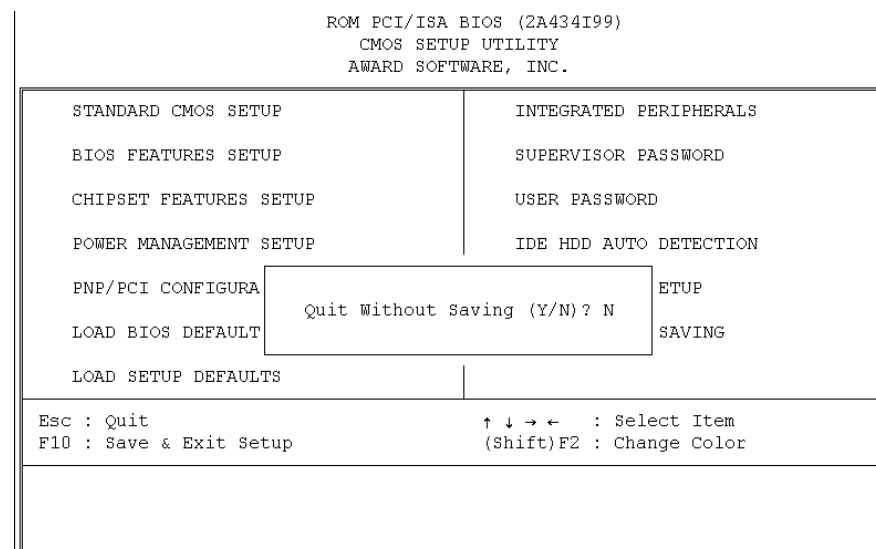 ROM PCI/ISA BIOS (2A434I99)
CMOS SETUP UTILITY
AWARD SOFTWARE, INC.
STANDARD CMOS SETUP
INTEGRATED PERIPHERALS
BIOS FEATURES SETUP
SUPERVISOR PASSWORD
CHIPSET FEATURES SETUP
USER PASSWORD
POWER MANAGEMENT SETUP
IDE HDD AUTO DETECTION
PNP/PCI CONFIGURA
ETUP
Quit Without Saving (Y/N)? N
LOAD BIOS DEFAULT
SAVING
LOAD SETUP DEFAULTS
Esc : Quit
↑ ↓ → ← : Select Item
F10 : Save & Exit Setup
(Shift)F2 : Change Color